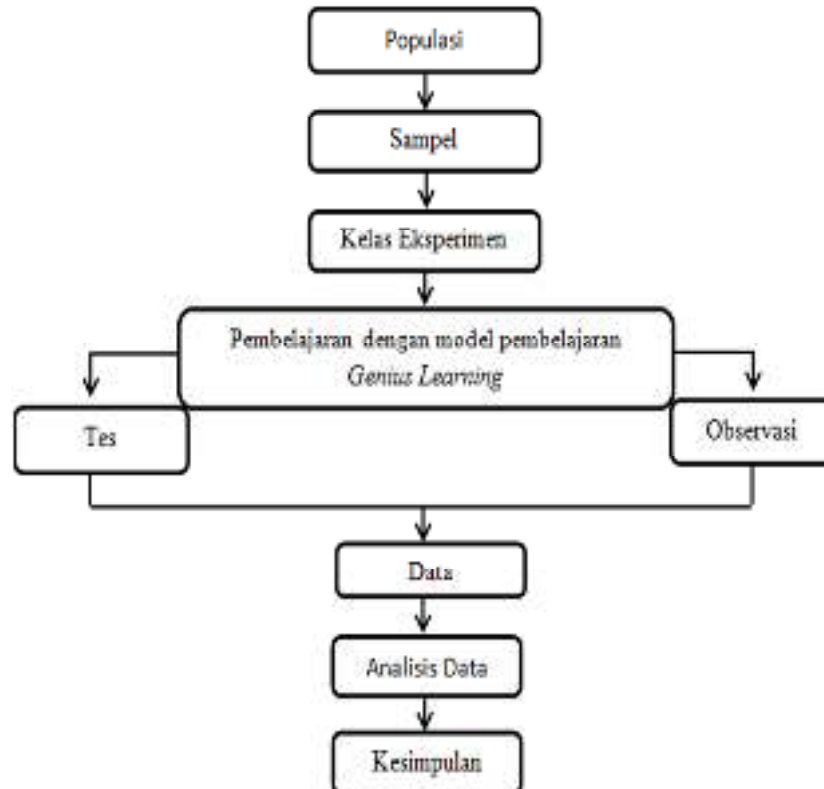 Populasi
Sampel
Kelas Eksperimen
Pembelajaran dengan model pembelajaran
Genius Learning
Tes
Observasi
Data
Analisis Data
Kesimpulan